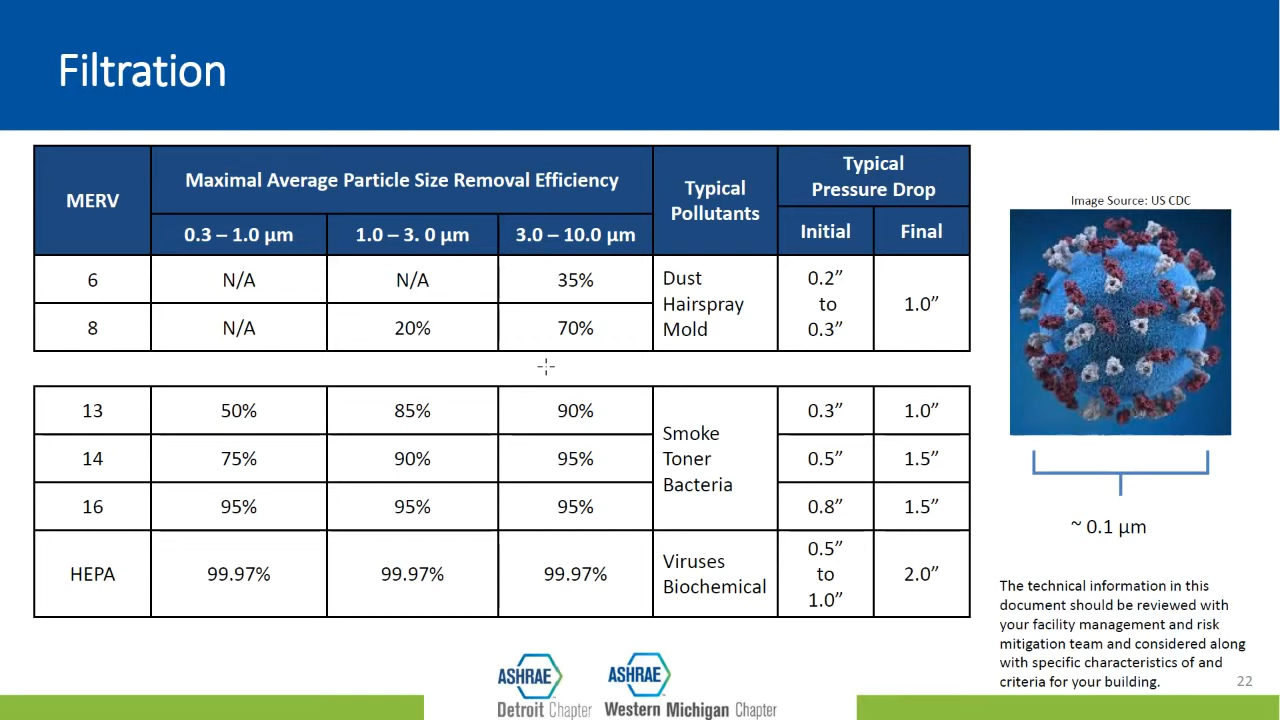 Filtration
MERV
Maximal Average Particle Size Removal Efficiency
Typical
Pollutants
Typical
Pressure Drop
0.3 – 1.0 µm
1.0 – 3. 0 µm
3.0 – 10.0 µm
Initial
Final
6
N/A
N/A
35%
Dust
Hairspray
Mold
0.2”
to
0.3”
1.0”
8
N/A
20%
70%
13
50%
85%
90%
Smoke
Toner
Bacteria
0.3”
1.0”
14
75%
90%
95%
0.5”
1.5”
16
95%
95%
95%
0.8”
1.5”
HEPA
99.97%
99.97%
99.97%
Viruses
Biochemical
0.5”
to
1.0”
2.0”
Image Source: US CDC
~ 0.1 µm
The technical information in this
document should be reviewed with
your facility management and risk
mitigation team and considered along
with specific characteristics of and
criteria for your building.
22
ASHRAE
Detroit Chapter
ASHRAE
Western Michigan Chapter